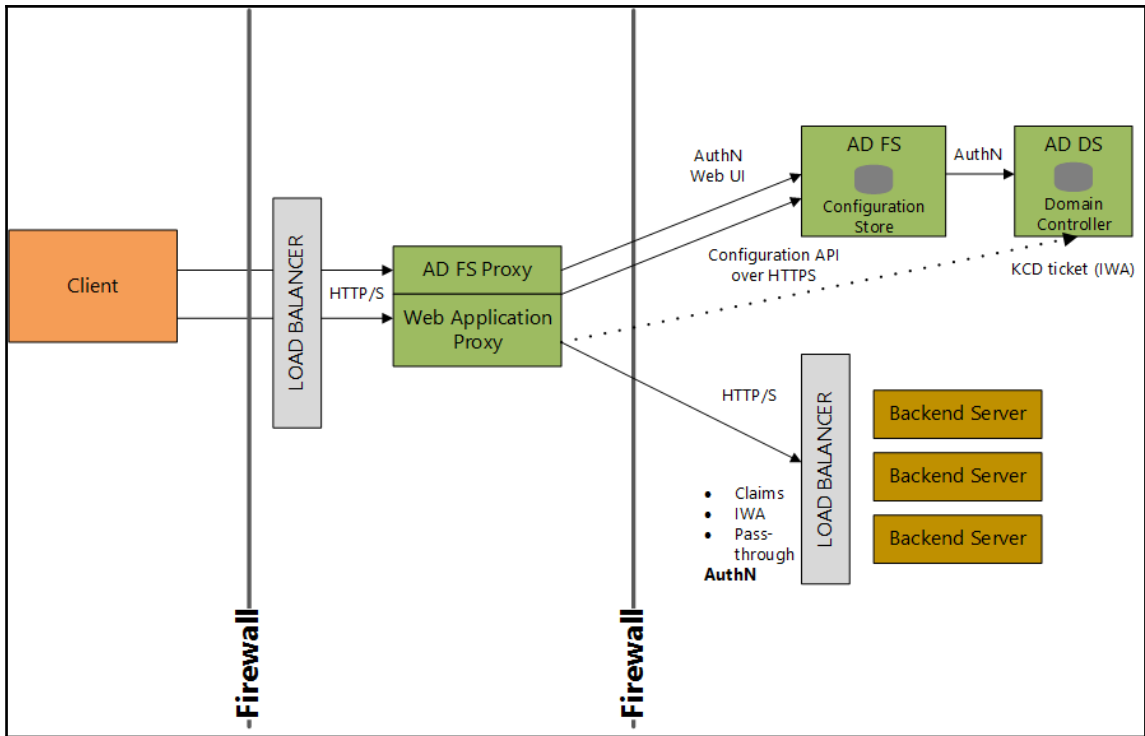 Client
Firewall
LOAD BALANCER
HTTP/S
AD FS Proxy
Web Application
Proxy
Firewall
AuthN
Web UI
Configuration API
over HTTPS
AD FS
Configuration
Store
AuthN
AD DS
Domain
Controller
KCD ticket (IWA)
HTTP/S
• Claims
• IWA
• Pass-
through
AuthN
LOAD BALANCER
Backend Server
Backend Server
Backend Server